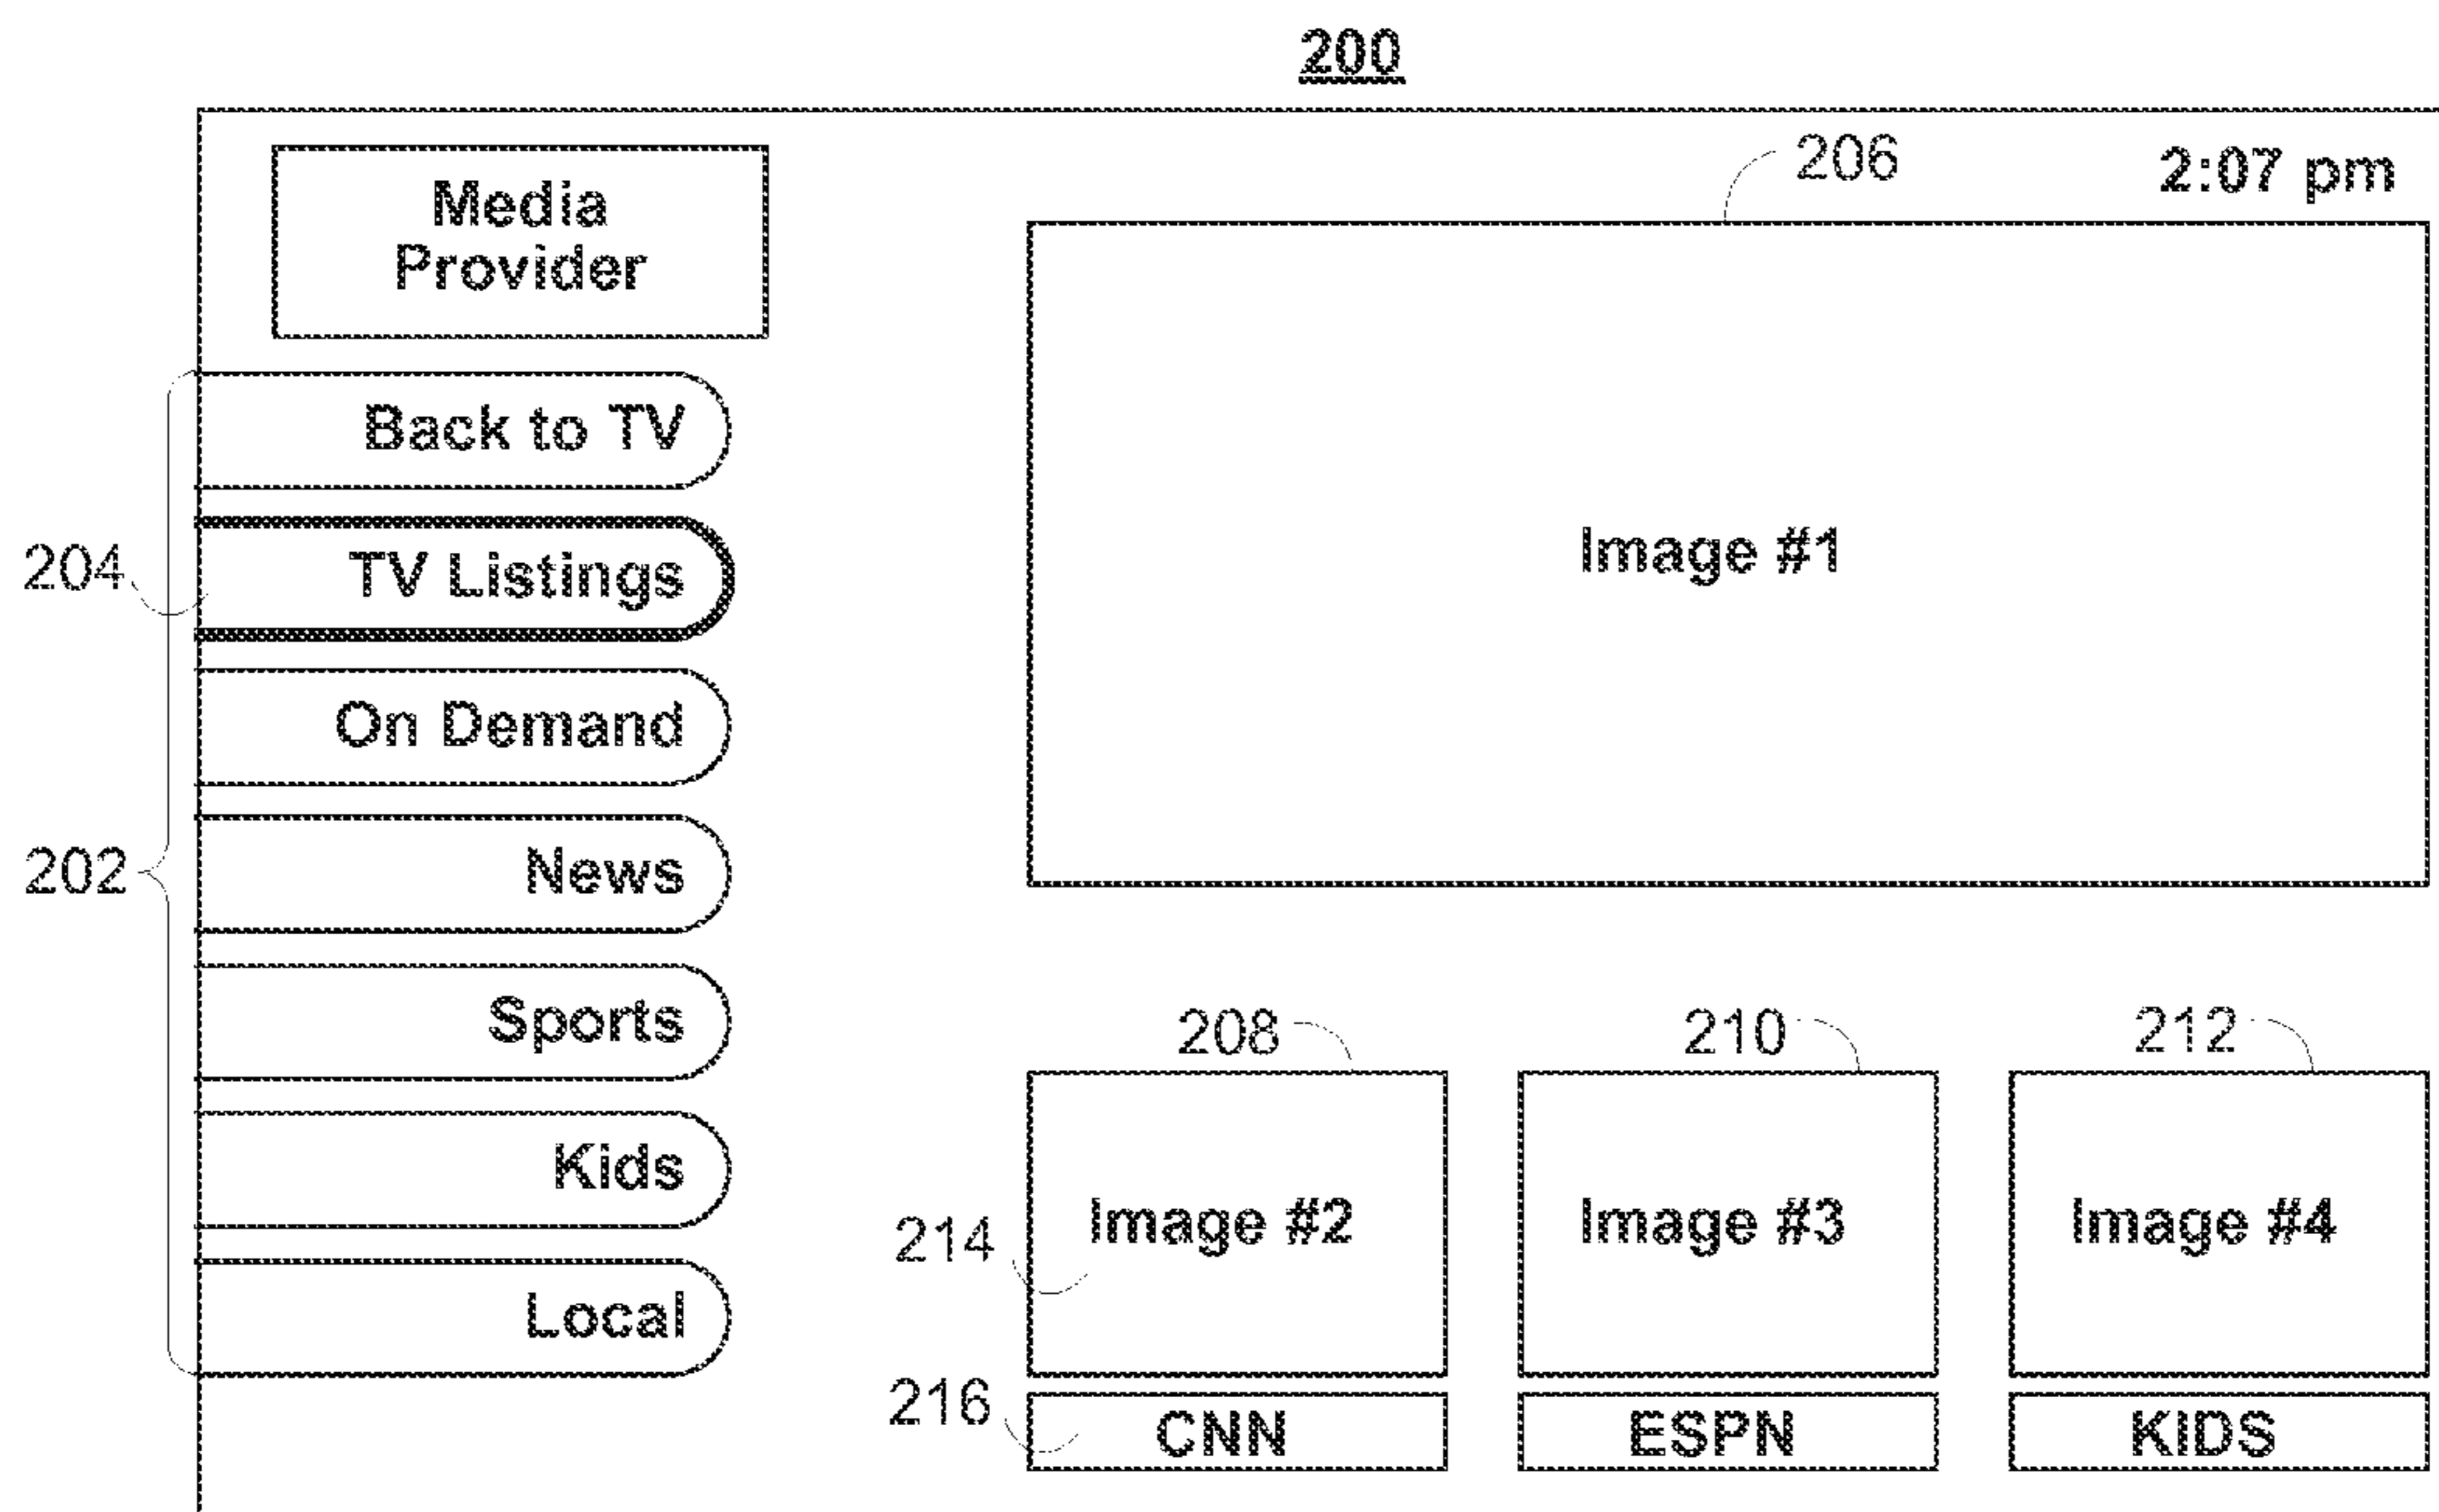 200
206
2:07 pm
Media
Provider
Image #1
Back to TV
204
TV Listings
On Demand
202
News
Sports
Kids
Local
208
210
212
214
Image #2
Image #3
Image #4
216
CNN
ESPN
KIDS